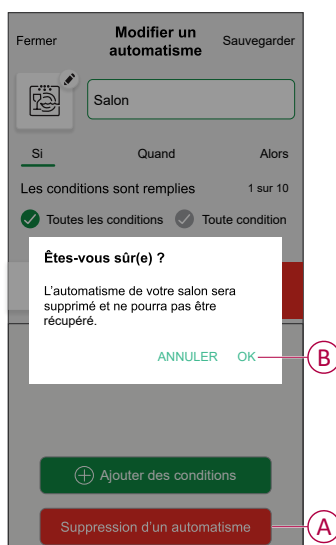 Fermer
Modifier un
automatisme
Sauvegarder
Salon
Si
Quand
Alors
Les conditions sont remplies
1 sur 10
Toutes les conditions
Toute condition
Êtes-vous sûr(e) ?
L'automatisme de votre salon sera
supprimé et ne pourra pas être
récupéré.
ANNULER
OK
B
Ajouter des conditions
Suppression d'un automatisme
A